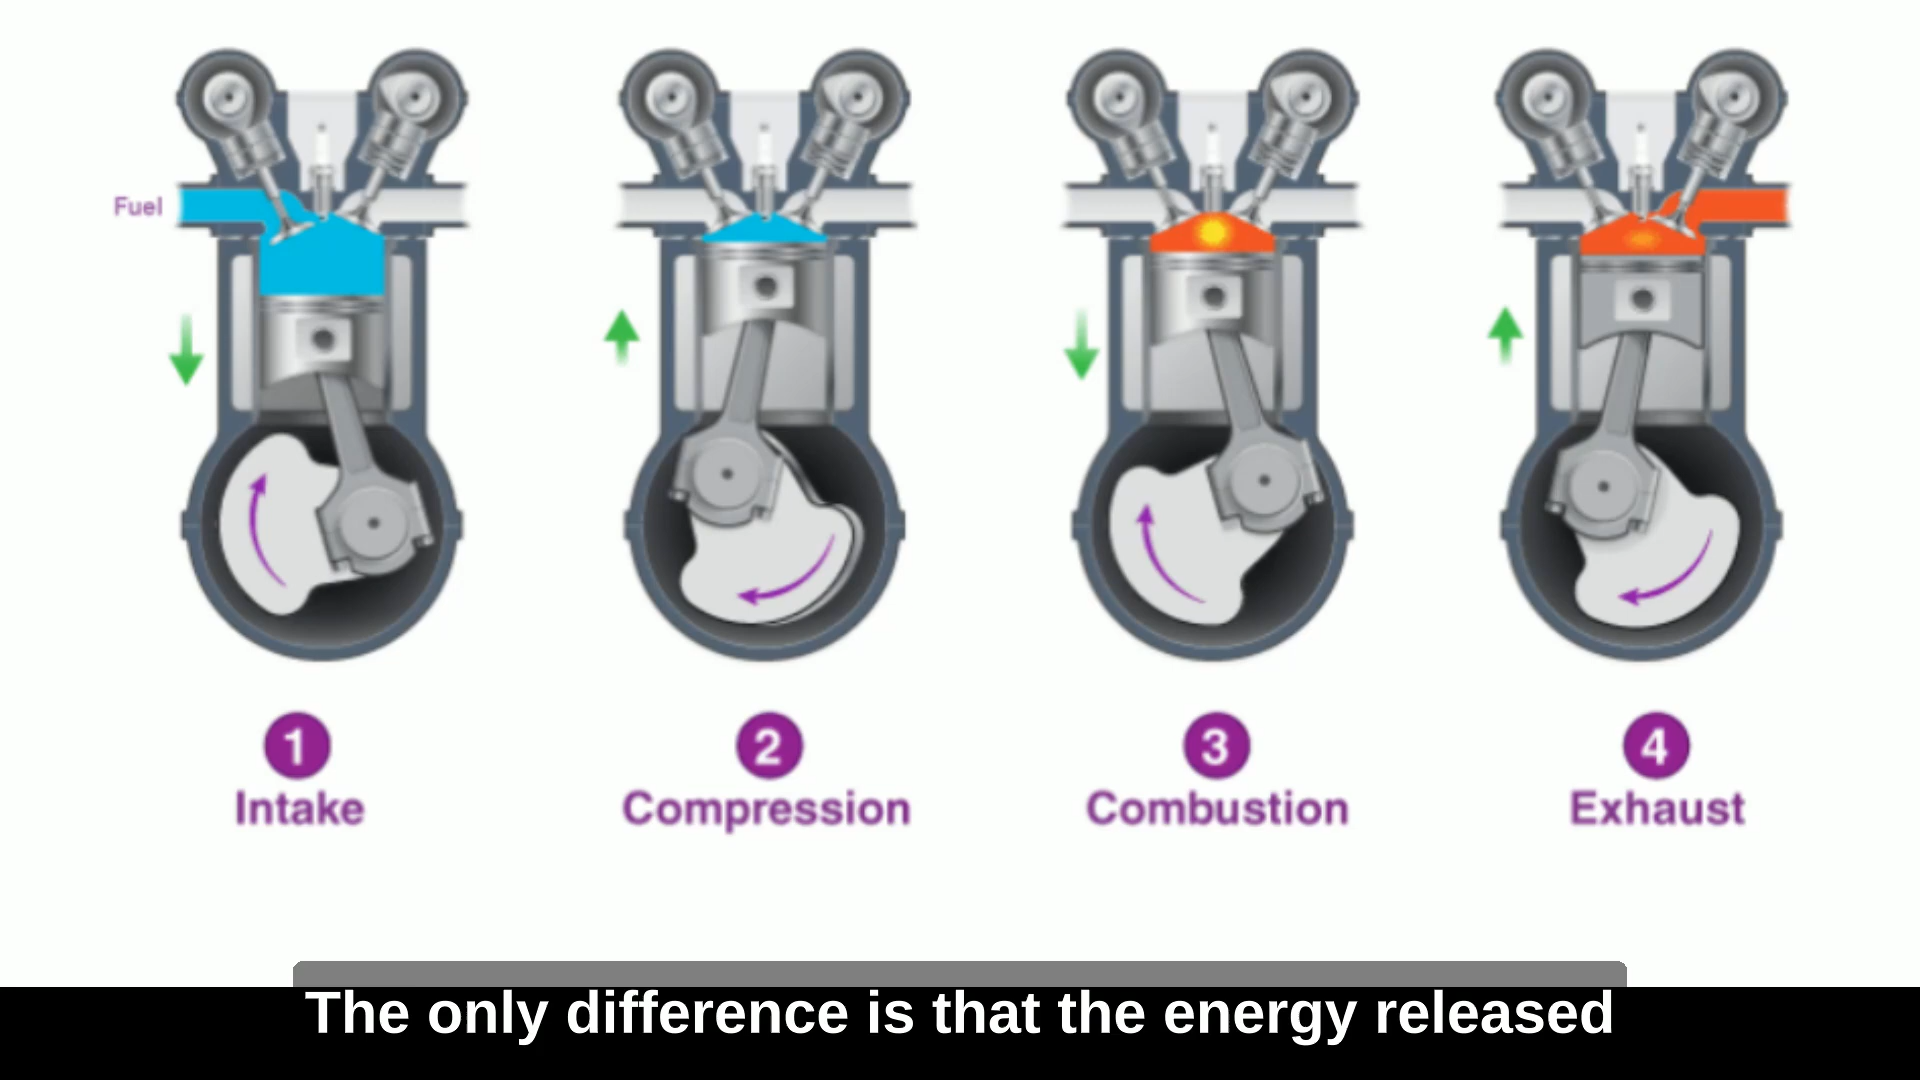 Fuel
1
Intake
2
Compression
3
Combustion
4
Exhaust
The only difference is that the energy released